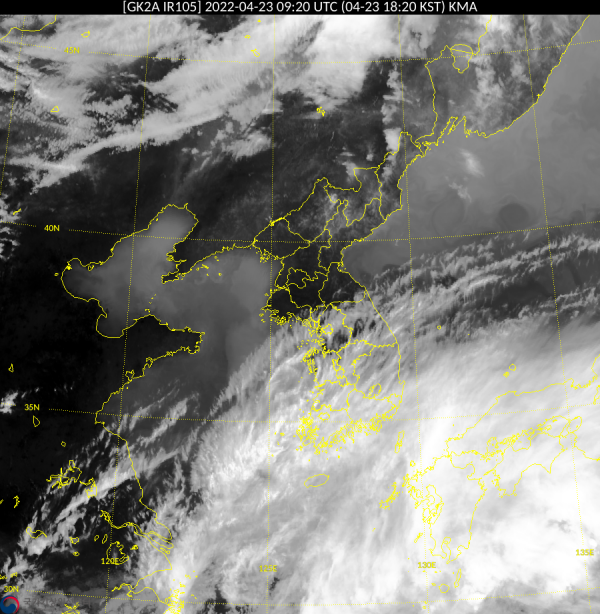 [GK2A IR105] 2022-04-23 09:20 UTC (04-23 18:20 KST) KMA
45N
40N
35N
120E
125E
130E
135E
30N